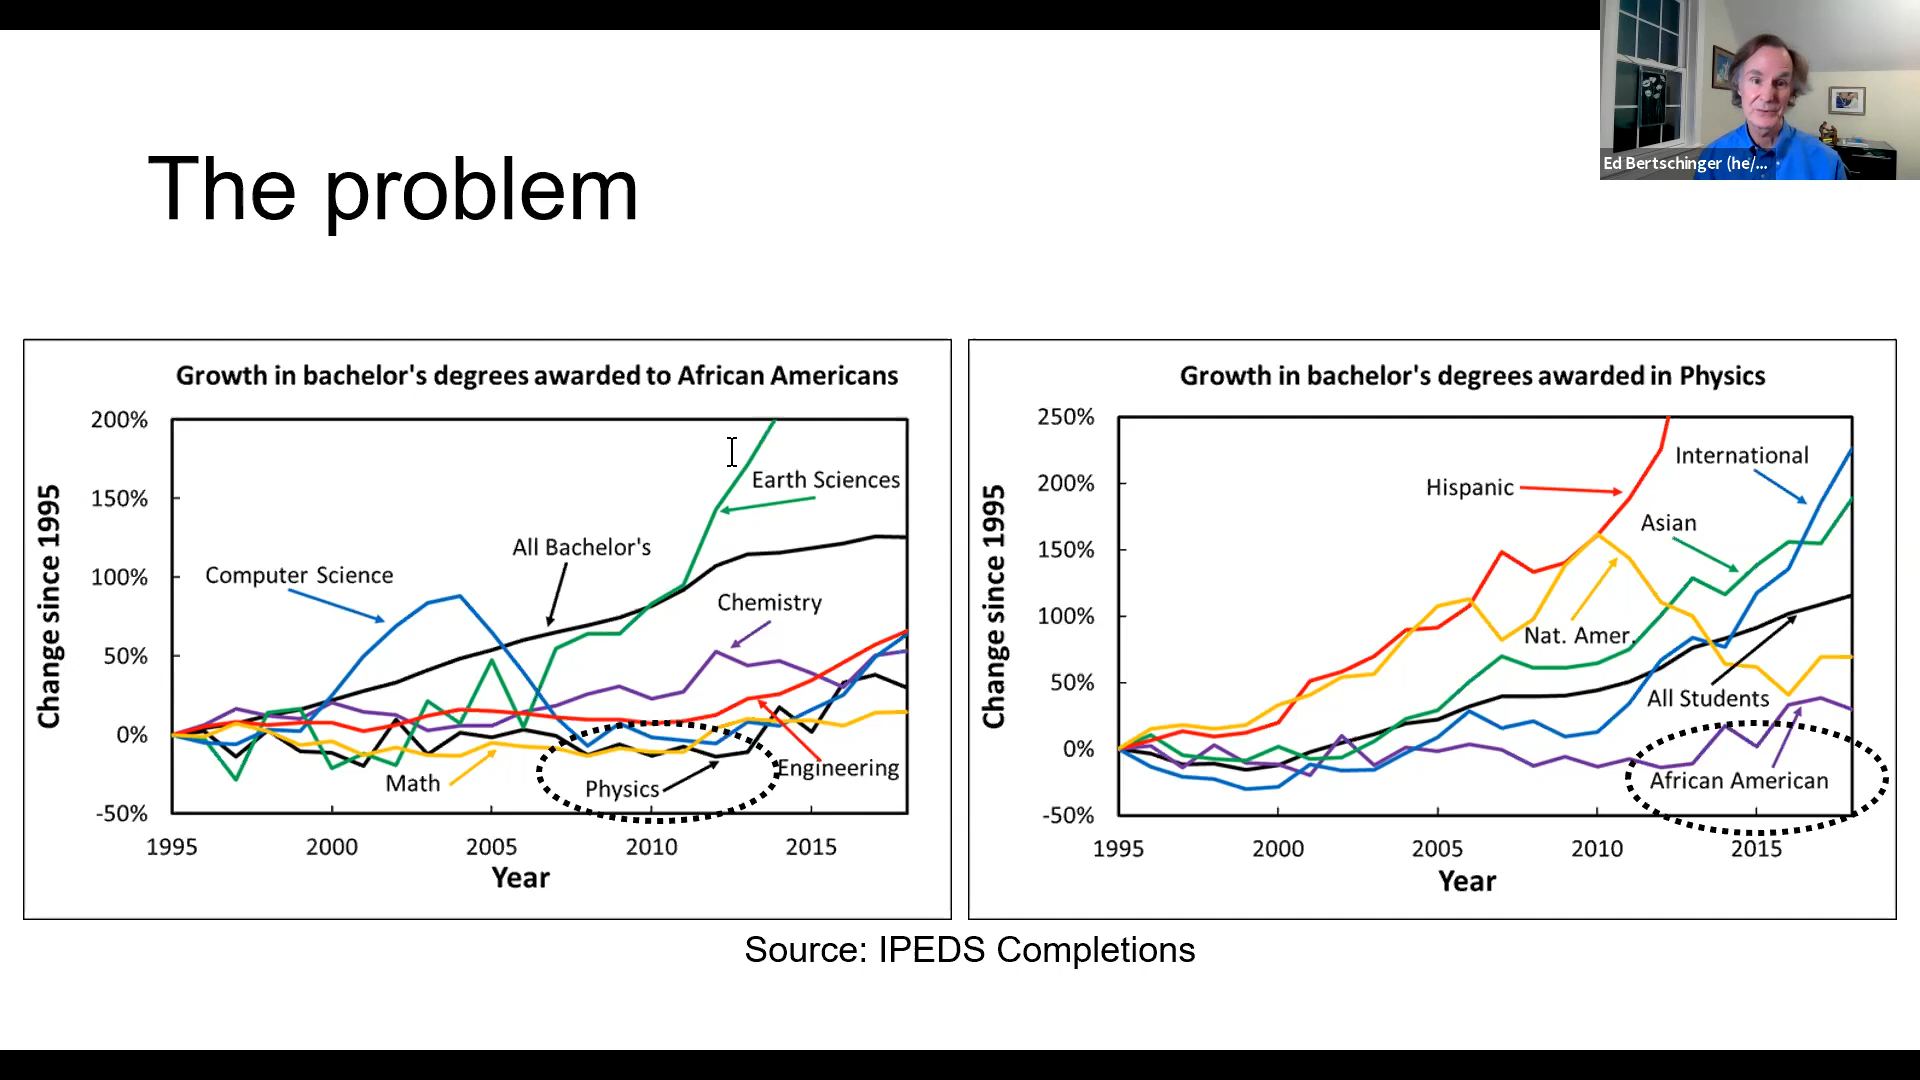 Ed Bertschinger (he/...
The problem
Growth in bachelor's degrees awarded to African Americans
Change since 1995
200%
150%
100%
50%
0%
-50%
Earth Sciences
All Bachelor's
Computer Science
Chemistry
Math
Physics
Engineering
1995
2000
2005
2010
2015
Year
Growth in bachelor's degrees awarded in Physics
Change since 1995
250%
200%
150%
100%
50%
0%
-50%
International
Hispanic
Asian
Nat. Amer.
All Students
African American
1995
2000
2005
2010
2015
Year
Source: IPEDS Completions